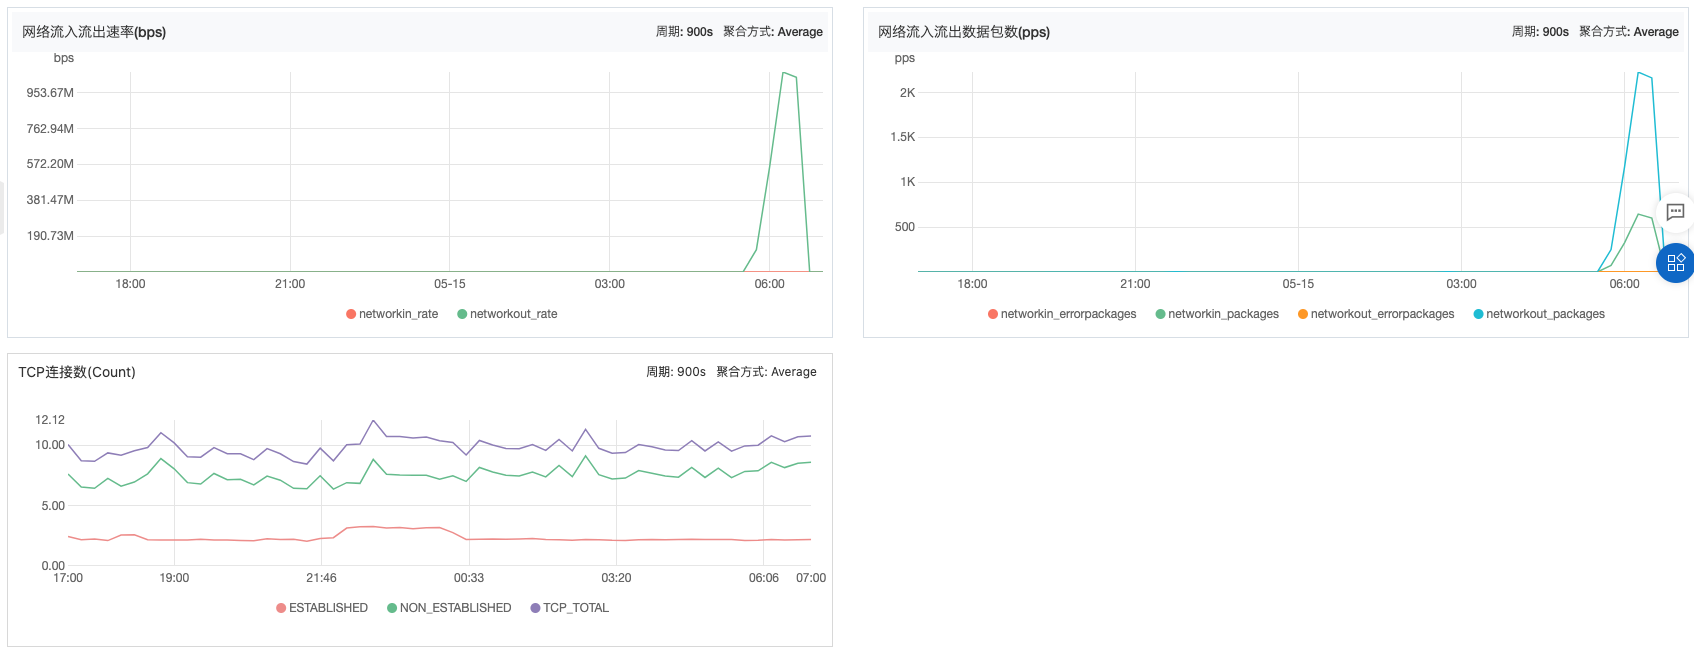 网络流入流出速率(bps)
周期: 900s 聚合方式: Average
bps
953.67M
762.94M
572.20M
381.47M
190.73M
18:00 21:00 05-15 03:00 06:00
networkin_rate networkout_rate
网络流入流出数据包数(pps)
周期: 900s 聚合方式: Average
pps
2K
1.5K
1K
500
18:00 21:00 05-15 03:00 06:00
networkin_errorpackages networkin_packages networkout_errorpackages networkout_packages
TCP连接数(Count)
周期: 900s 聚合方式: Average
12.12
10.00
5.00
0.00
17:00 19:00 21:46 00:33 03:20 06:06 07:00
ESTABLISHED NON_ESTABLISHED TCP_TOTAL